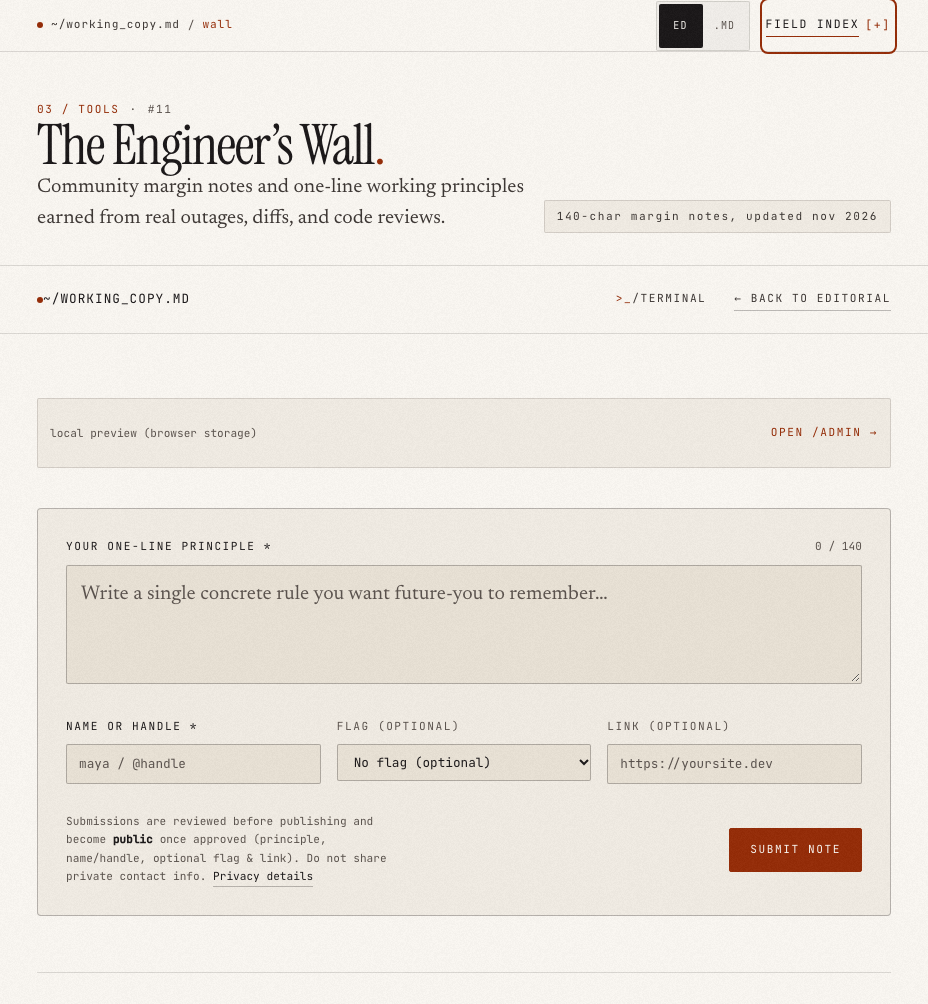 ● ~/working_copy.md / wall
ED .MD FIELD INDEX [+]
03 / TOOLS · #11
The Engineer’s Wall.
Community margin notes and one-line working principles
earned from real outages, diffs, and code reviews.
140-char margin notes, updated nov 2026
●~/WORKING_COPY.MD
>_/TERMINAL ← BACK TO EDITORIAL
local preview (browser storage) OPEN /ADMIN →
YOUR ONE-LINE PRINCIPLE * 0 / 140
Write a single concrete rule you want future-you to remember…
NAME OR HANDLE * FLAG (OPTIONAL) LINK (OPTIONAL)
maya / @handle No flag (optional) https://yoursite.dev
Submissions are reviewed before publishing and
become public once approved (principle,
name/handle, optional flag & link). Do not share
private contact info. Privacy details
SUBMIT NOTE